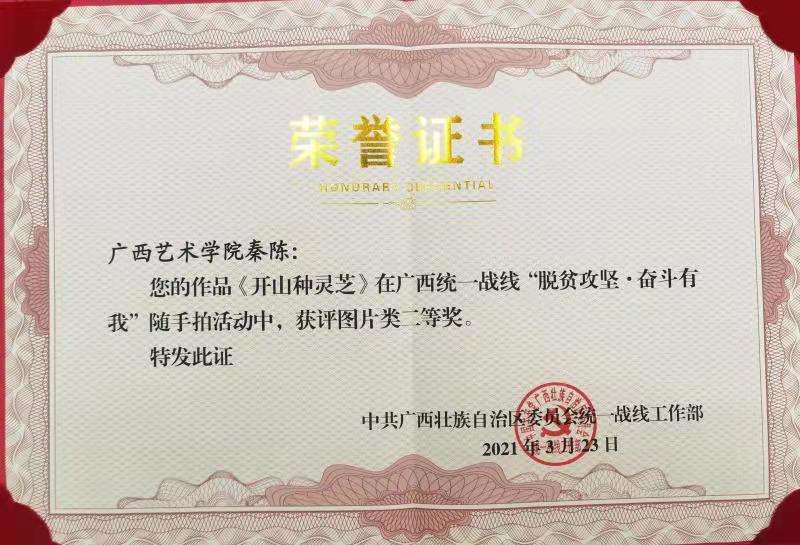 荣誉证书
HONORARY CREDENTIAL
广西艺术学院秦陈：
您的作品《开山种灵芝》在广西统一战线“脱贫攻坚·奋斗有
我”随手拍活动中，获评图片类二等奖。
特发此证
中共广西壮族自治区委员会统一战线工作部
2021年3月23日